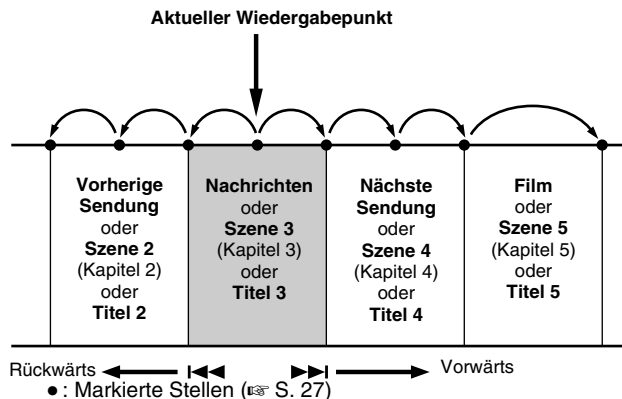 Aktueller Wiedergabepunkt
Vorherige
Sendung
oder
Szene 2
(Kapitel 2)
oder
Titel 2
Nachrichten
oder
Szene 3
(Kapitel 3)
oder
Titel 3
Nächste
Sendung
oder
Szene 4
(Kapitel 4)
oder
Titel 4
Film
oder
Szene 5
(Kapitel 5)
oder
Titel 5
Rückwärts
Vorwärts
● : Markierte Stellen (☞ S. 27)